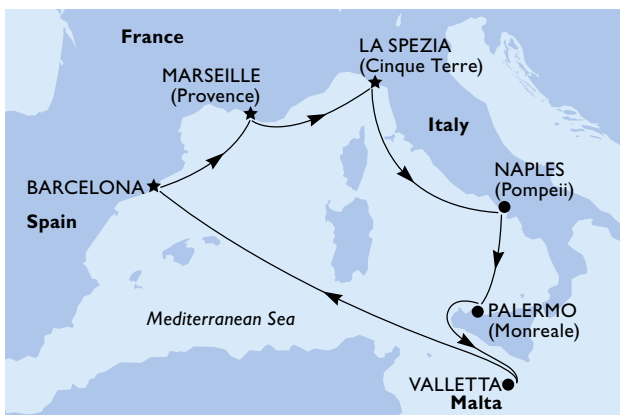 France
LA SPEZIA
(Cinque Terre)
MARSEILLE
(Provence)
Italy
NAPLES
(Pompeii)
BARCELONA
Spain
PALERMO
(Monreale)
Mediterranean Sea
VALLETTA
Malta